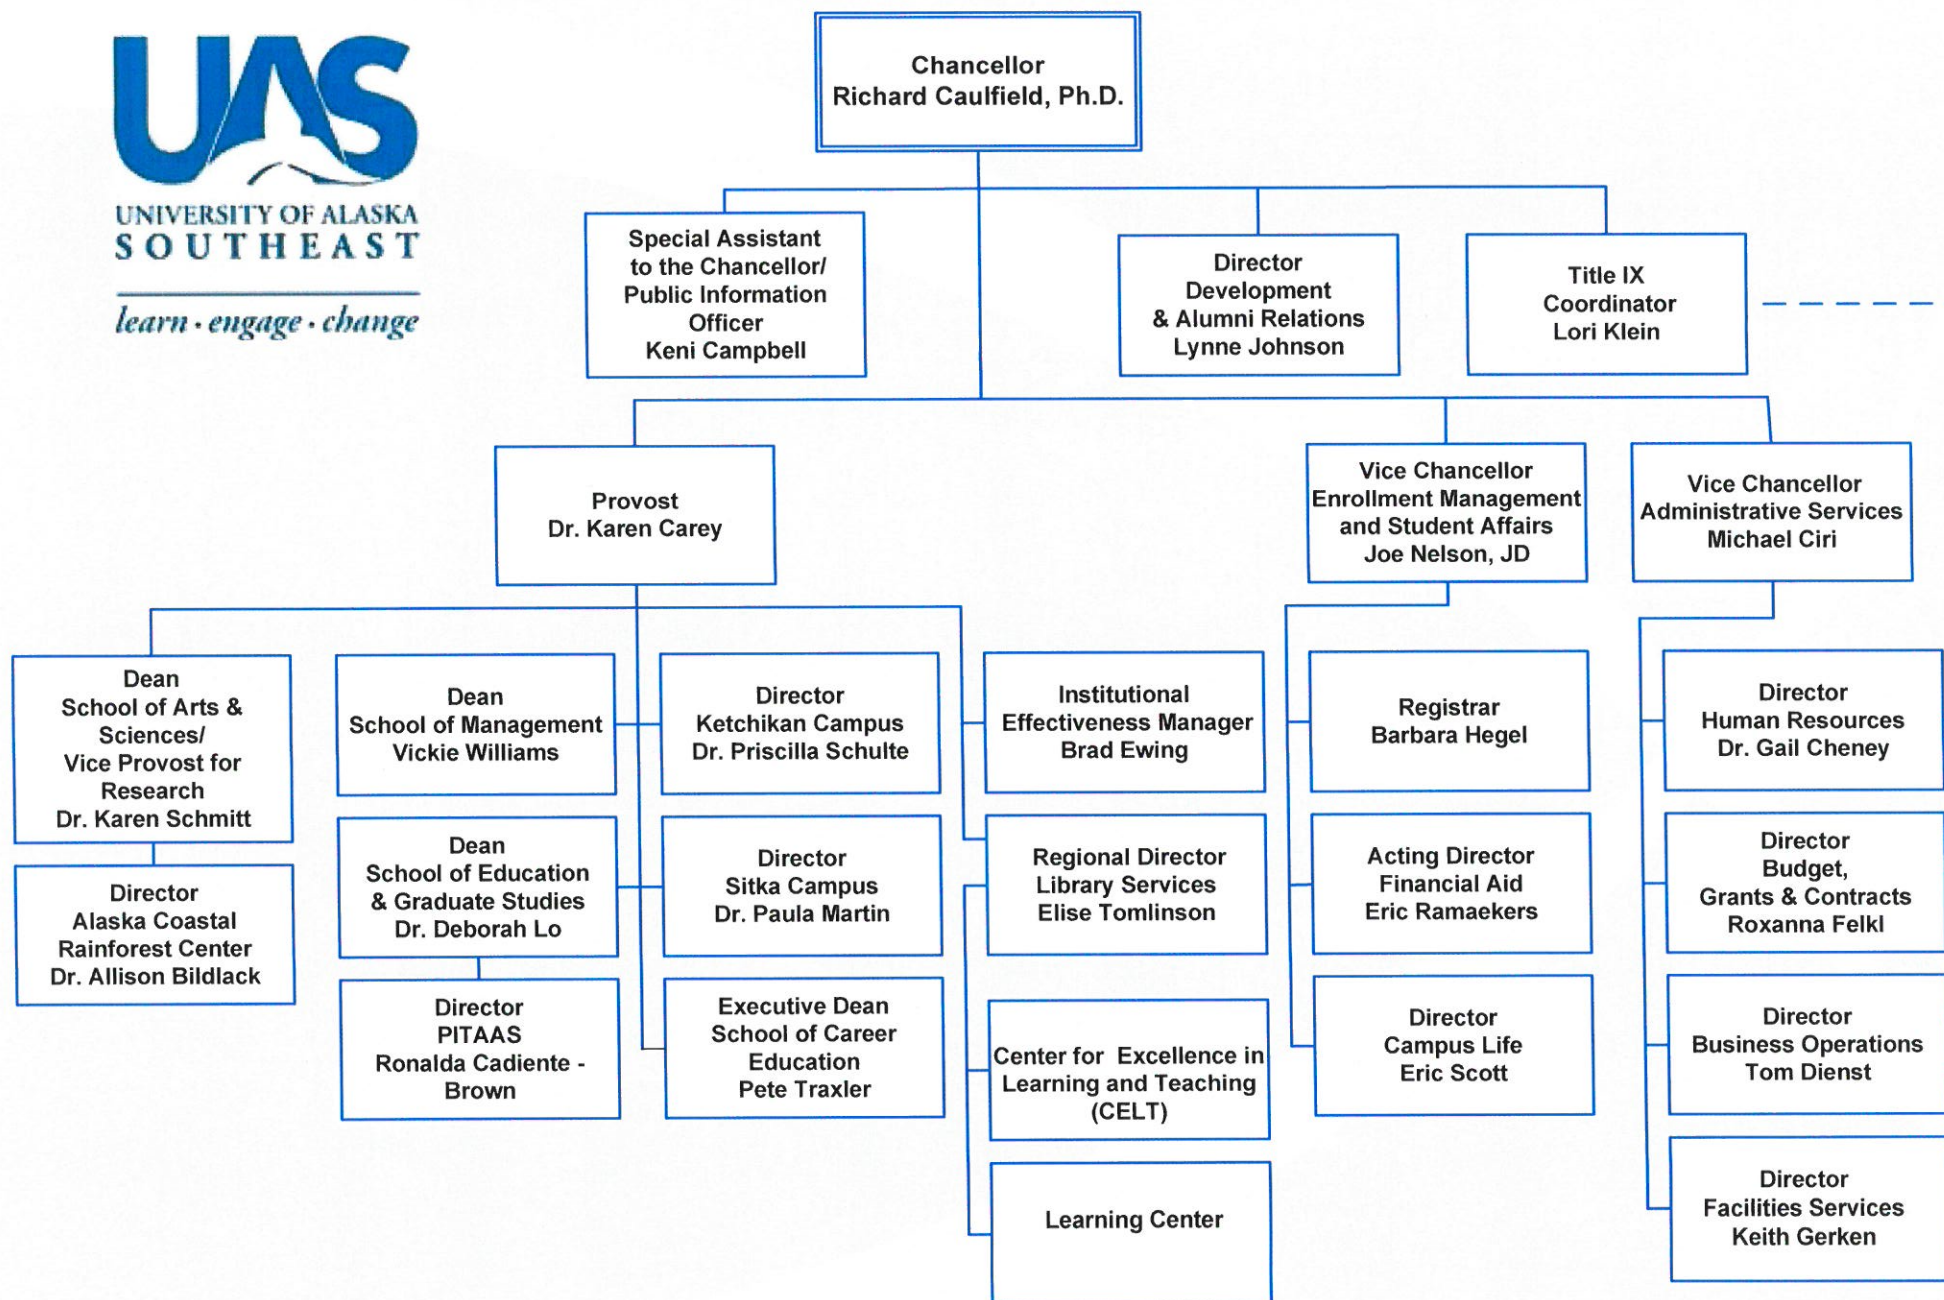 UAS
UNIVERSITY OF ALASKA
SOUTHEAST
learn · engage · change
Chancellor
Richard Caulfield, Ph.D.
Special Assistant
to the Chancellor/
Public Information
Officer
Keni Campbell
Director
Development
& Alumni Relations
Lynne Johnson
Title IX
Coordinator
Lori Klein
Provost
Dr. Karen Carey
Vice Chancellor
Enrollment Management
and Student Affairs
Joe Nelson, JD
Vice Chancellor
Administrative Services
Michael Ciri
Dean
School of Arts &
Sciences/
Vice Provost for
Research
Dr. Karen Schmitt
Director
Alaska Coastal
Rainforest Center
Dr. Allison Bildlack
Dean
School of Management
Vickie Williams
Dean
School of Education
& Graduate Studies
Dr. Deborah Lo
Director
PITAAS
Ronalda Cadiente -
Brown
Director
Ketchikan Campus
Dr. Priscilla Schulte
Director
Sitka Campus
Dr. Paula Martin
Executive Dean
School of Career
Education
Pete Traxler
Institutional
Effectiveness Manager
Brad Ewing
Regional Director
Library Services
Elise Tomlinson
Center for Excellence in
Learning and Teaching
(CELT)
Learning Center
Registrar
Barbara Hegel
Acting Director
Financial Aid
Eric Ramaekers
Director
Campus Life
Eric Scott
Director
Human Resources
Dr. Gail Cheney
Director
Budget,
Grants & Contracts
Roxanna Felkl
Director
Business Operations
Tom Dienst
Director
Facilities Services
Keith Gerken